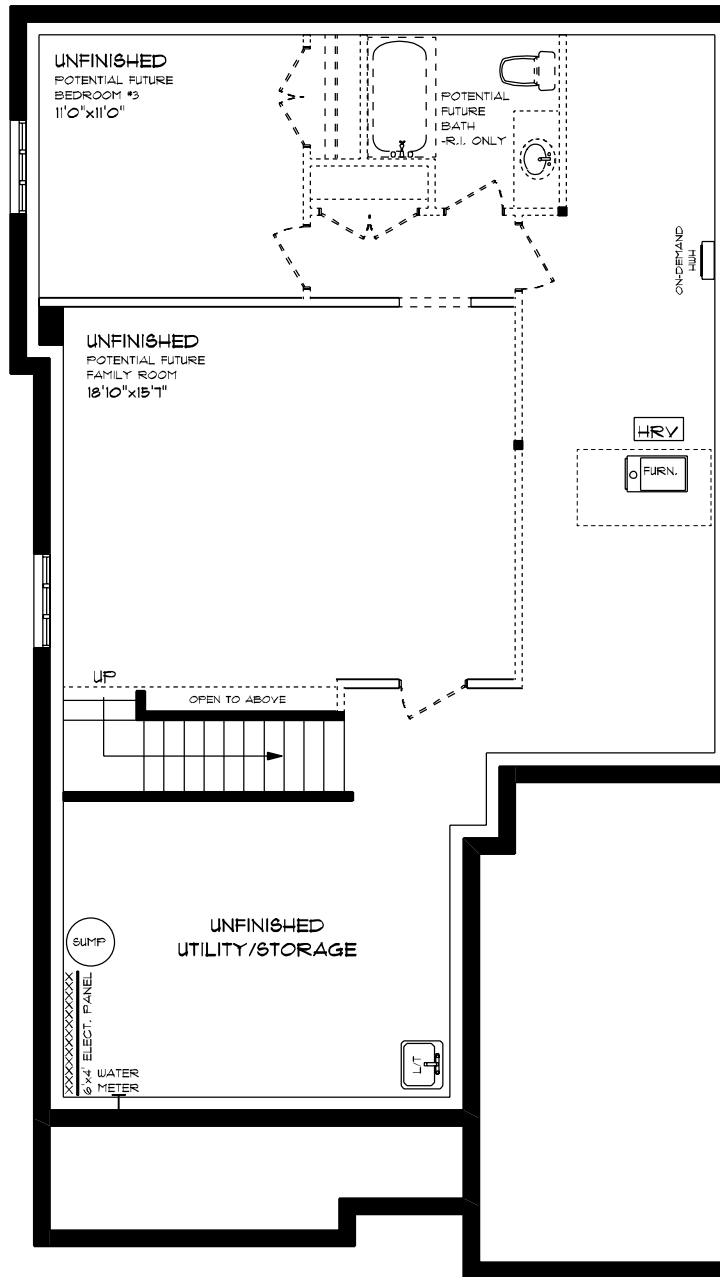 UNFINISHED
POTENTIAL FUTURE
BEDROOM #3
11'0"x11'0"
POTENTIAL
FUTURE
BATH
-R.I. ONLY
ON-DEMAND
HWH
UNFINISHED
POTENTIAL FUTURE
FAMILY ROOM
18'10"x15'7"
HRV
FURN.
UP
OPEN TO ABOVE
SUMP
UNFINISHED
UTILITY/STORAGE
6'x4' ELECT. PANEL
WATER
METER
L/T